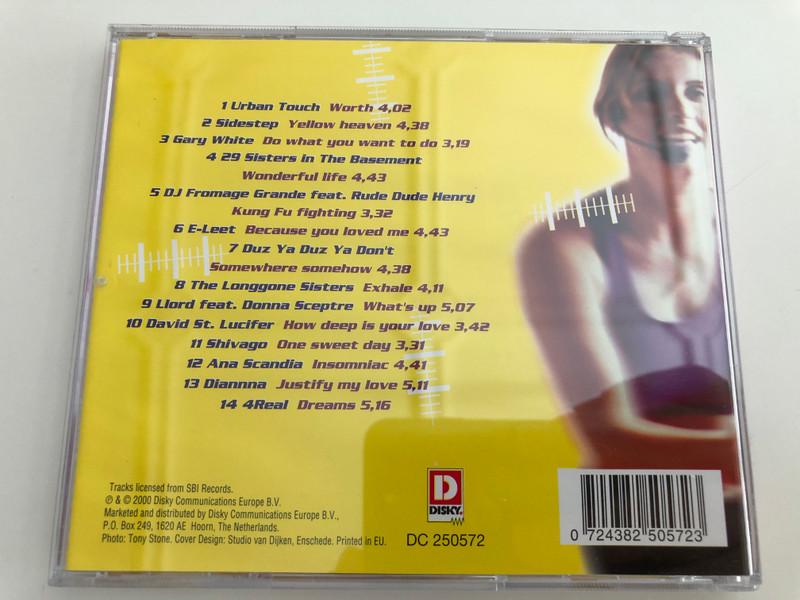 1 Urban Touch Worth 4,02
2 Sidestep Yellow heaven 4,38
3 Gary White Do what you want to do 3,19
4 29 Sisters in The Basement
Wonderful life 4,43
5 DJ Fromage Grande feat. Rude Dude Henry
Kung Fu fighting 3,32
6 E-Leet Because you loved me 4,43
7 Duz Ya Duz Ya Don't
Somewhere somehow 4,38
8 The Longgone Sisters Exhale 4,11
9 Llord feat. Donna Sceptre What's up 5,07
10 David St. Lucifer How deep is your love 3,42
11 Shivago One sweet day 3,31
12 Ana Scandia Insomniac 4,41
13 Diannna Justify my love 5,11
14 4Real Dreams 5,16
Tracks licensed from SBI Records.
℗ & © 2000 Disky Communications Europe B.V.
Marketed and distributed by Disky Communications Europe B.V.,
P.O. Box 249, 1620 AE Hoorn, The Netherlands.
Photo: Tony Stone. Cover Design: Studio van Dijken, Enschede. Printed in EU.
D
DISKY
DC 250572
0 724382 505723